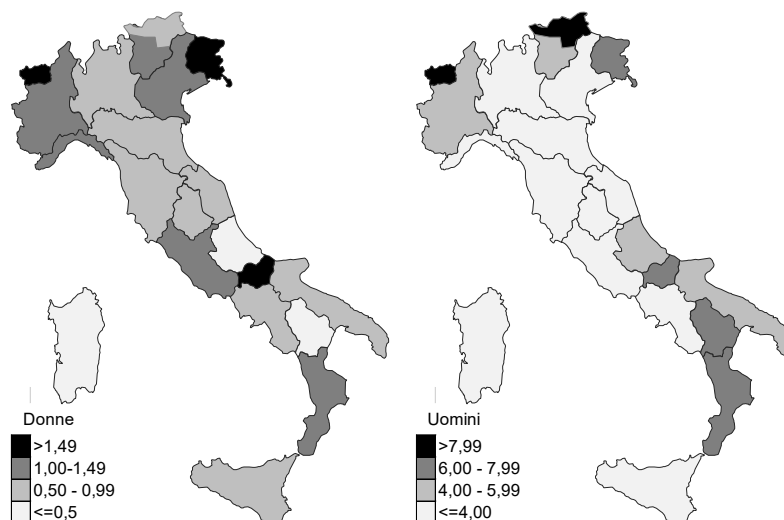 Donne
>1,49
1,00-1,49
0,50 - 0,99
<=0,5
Uomini
>7,99
6,00 - 7,99
4,00 - 5,99
<=4,00